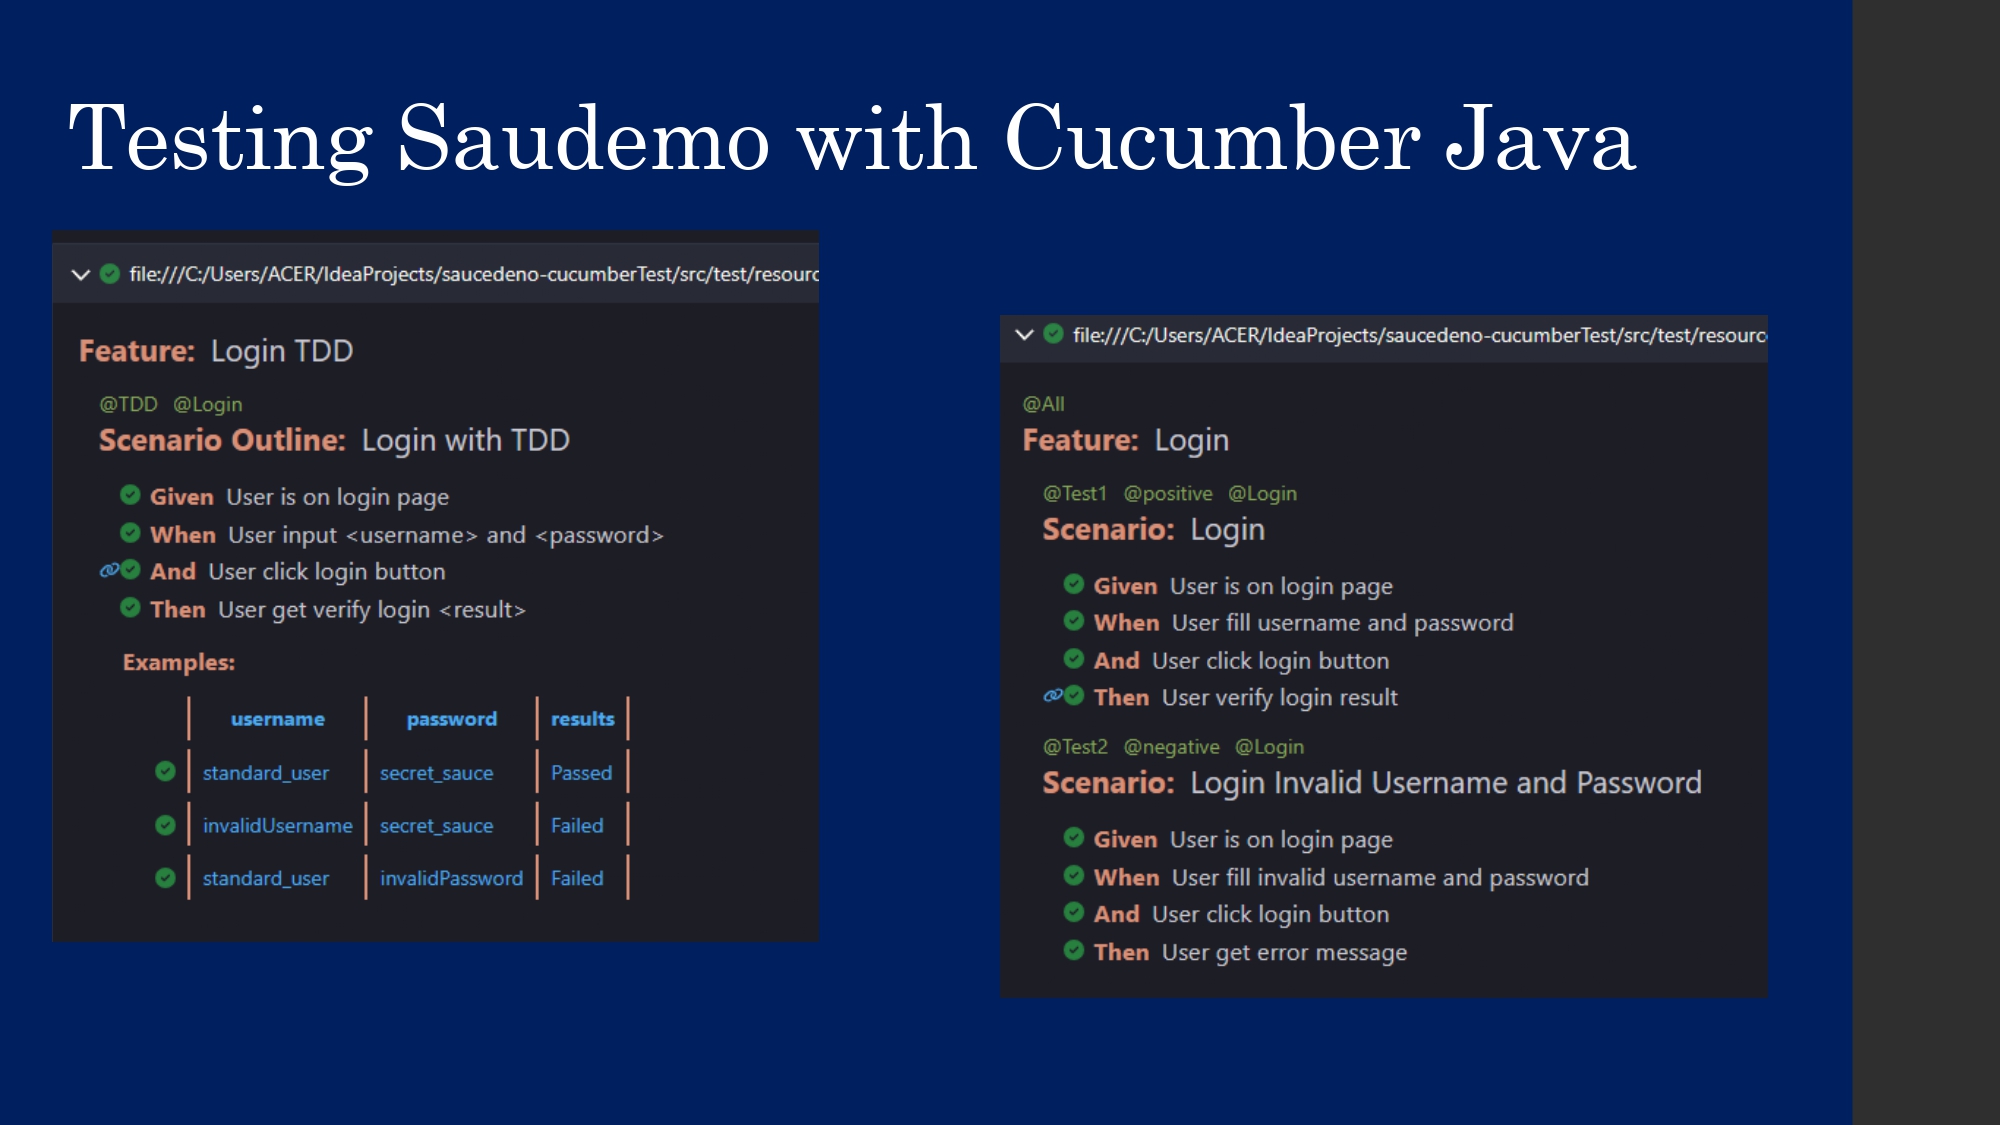 Testing Saudemo with Cucumber Java
file:///C:/Users/ACER/IdeaProjects/saucedeno-cucumberTest/src/test/resourc
Feature: Login TDD
@TDD @Login
Scenario Outline: Login with TDD
Given User is on login page
When User input <username> and <password>
And User click login button
Then User get verify login <result>
Examples:
username password results
standard_user secret_sauce Passed
invalidUsername secret_sauce Failed
standard_user invalidPassword Failed
file:///C:/Users/ACER/IdeaProjects/saucedeno-cucumberTest/src/test/resourc
@All
Feature: Login
@Test1 @positive @Login
Scenario: Login
Given User is on login page
When User fill username and password
And User click login button
Then User verify login result
@Test2 @negative @Login
Scenario: Login Invalid Username and Password
Given User is on login page
When User fill invalid username and password
And User click login button
Then User get error message